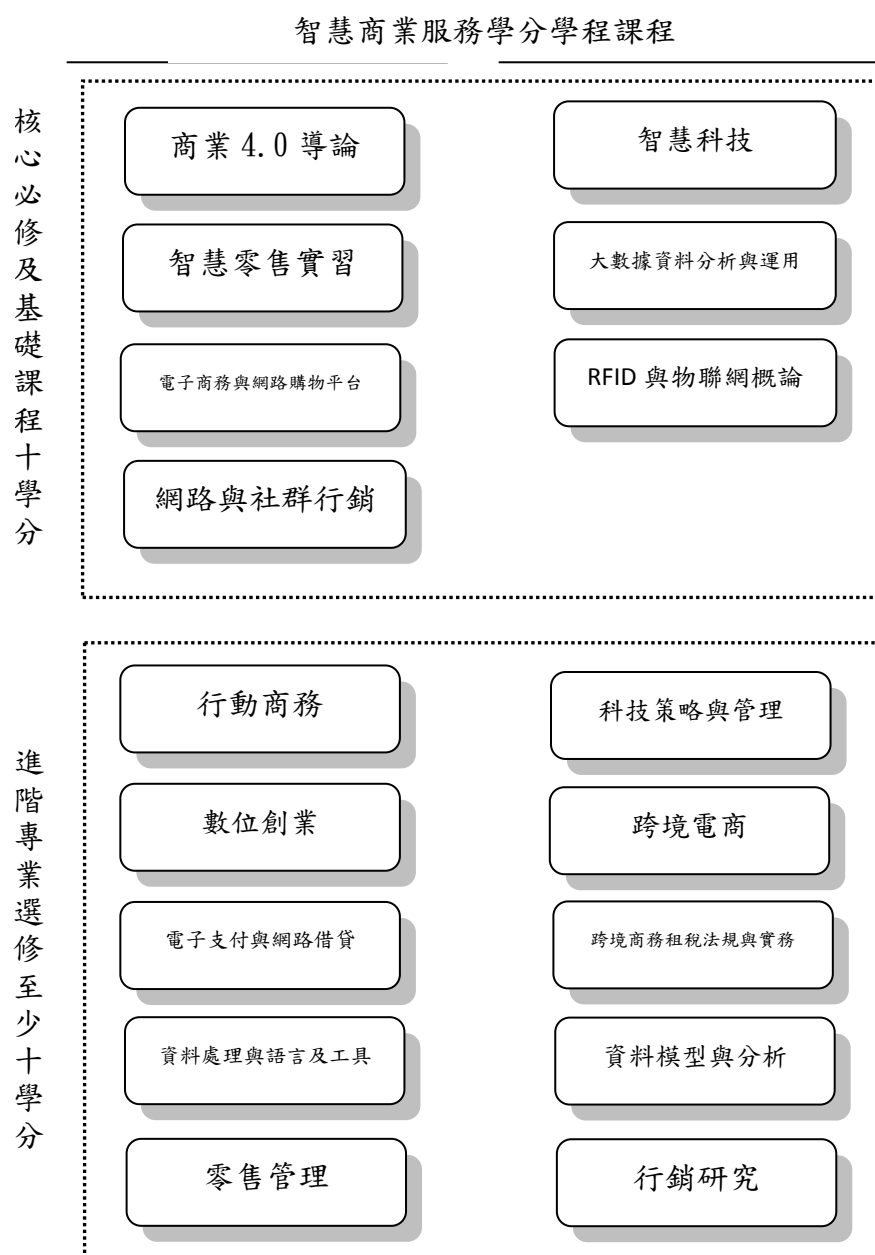 智慧商業服務學分學程課程
核心必修及基礎課程十學分
商業 4.0 導論
智慧科技
智慧零售實習
大數據資料分析與運用
電子商務與網路購物平台
RFID 與物聯網概論
網路與社群行銷
進階專業選修至少十學分
行動商務
科技策略與管理
數位創業
跨境電商
電子支付與網路借貸
跨境商務租稅法規與實務
資料處理與語言及工具
資料模型與分析
零售管理
行銷研究